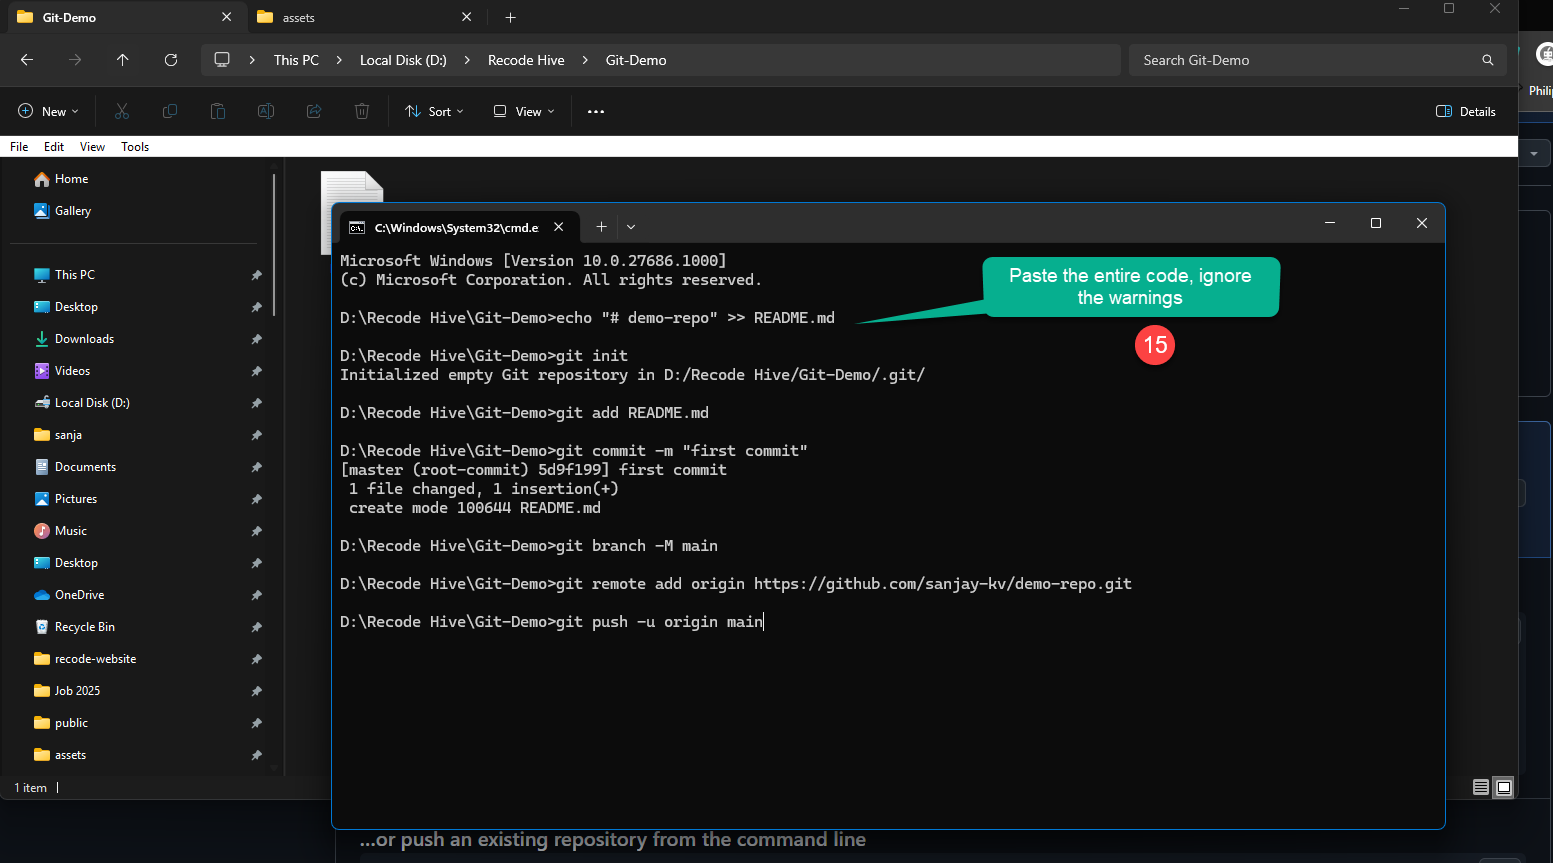 Git-Demo
assets
This PC
Local Disk (D:)
Recode Hive
Git-Demo
Search Git-Demo
New
Sort
View
Details
File Edit View Tools
Home
Gallery
This PC
Desktop
Downloads
Videos
Local Disk (D:)
sanja
Documents
Pictures
Music
Desktop
OneDrive
Recycle Bin
recode-website
Job 2025
public
assets
1 item
C:\Windows\System32\cmd.e
Microsoft Windows [Version 10.0.27686.1000]
(c) Microsoft Corporation. All rights reserved.
D:\Recode Hive\Git-Demo>echo "# demo-repo" >> README.md
D:\Recode Hive\Git-Demo>git init
Initialized empty Git repository in D:/Recode Hive/Git-Demo/.git/
D:\Recode Hive\Git-Demo>git add README.md
D:\Recode Hive\Git-Demo>git commit -m "first commit"
[master (root-commit) 5d9f199] first commit
1 file changed, 1 insertion(+)
create mode 100644 README.md
D:\Recode Hive\Git-Demo>git branch -M main
D:\Recode Hive\Git-Demo>git remote add origin https://github.com/sanjay-kv/demo-repo.git
D:\Recode Hive\Git-Demo>git push -u origin main
Paste the entire code, ignore
the warnings
15
...or push an existing repository from the command line